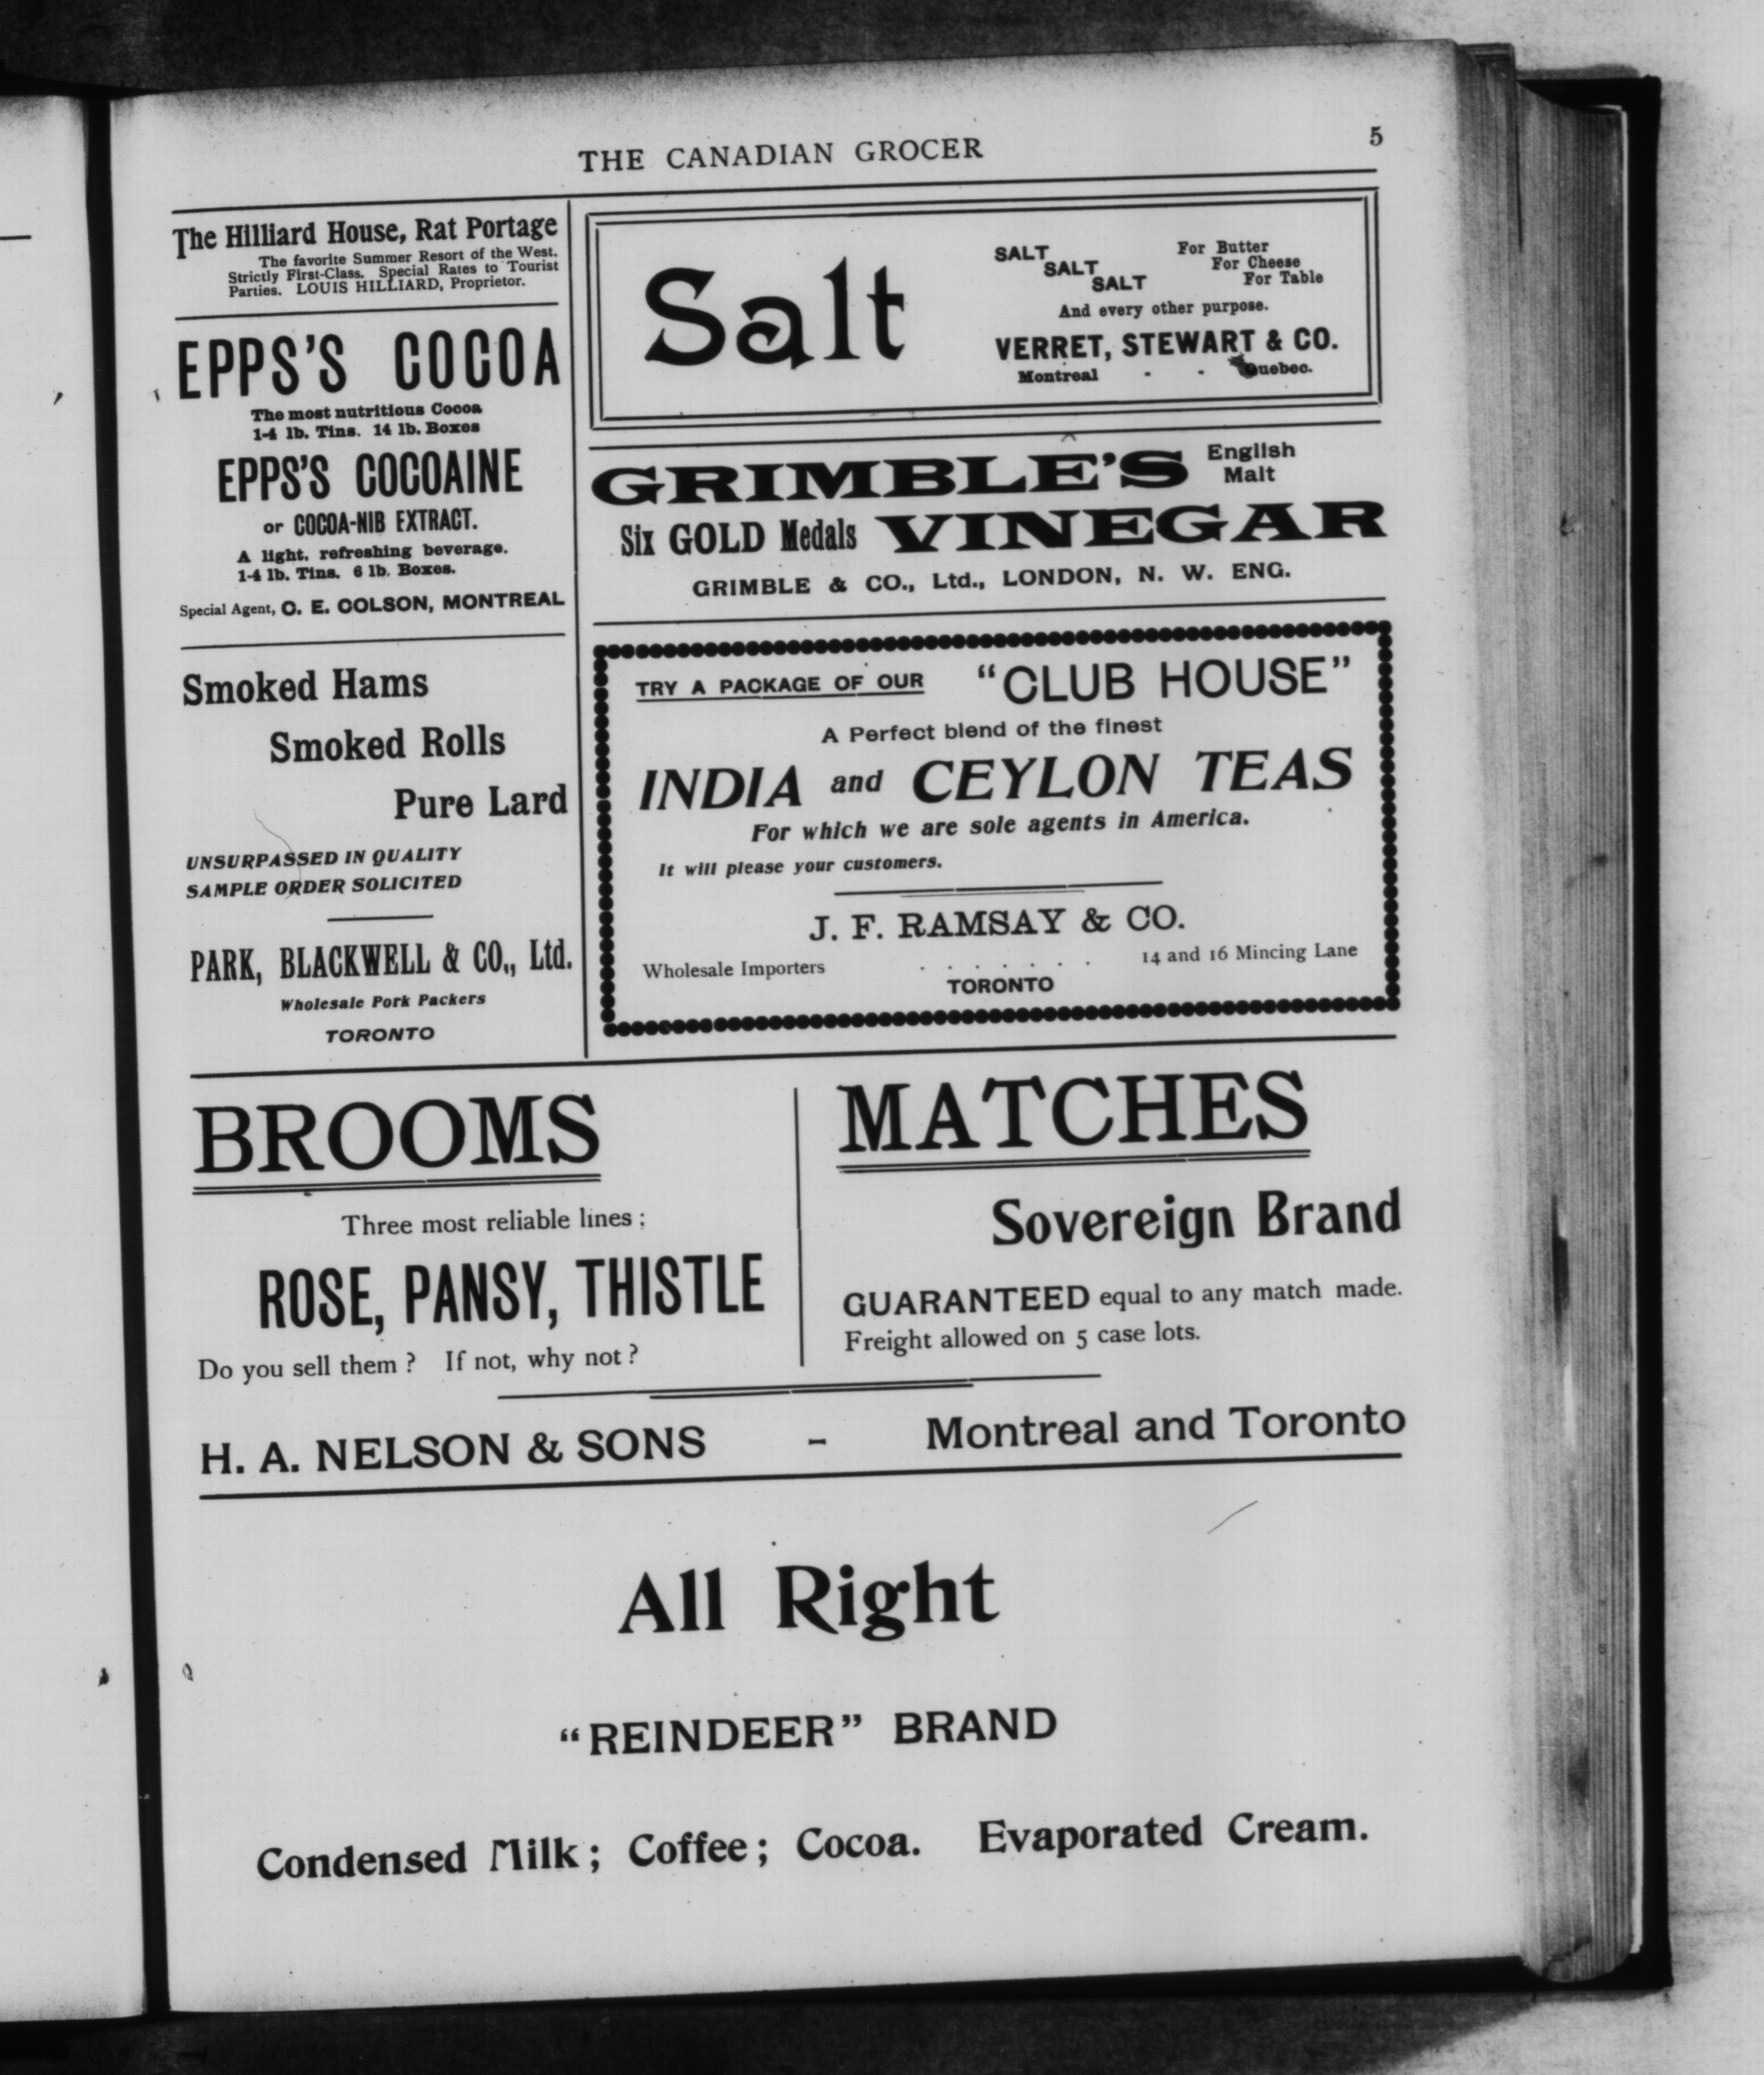 THE CANADIAN GROCER
5
The Hilliard House, Rat Portage
The favorite Summer Resort of the West.
Strictly First-Class. Special Rates to Tourist
Parties. LOUIS HILLIARD, Proprietor.
EPPS'S COCOA
The most nutritious Cocoa
1-4 lb. Tins. 14 lb. Boxes
EPPS'S COCOAINE
or COCOA-NIB EXTRACT.
A light, refreshing beverage.
1-4 lb. Tins. 6 lb. Boxes.
Special Agent, C. E. COLSON, MONTREAL
Smoked Hams
Smoked Rolls
Pure Lard
UNSURPASSED IN QUALITY
SAMPLE ORDER SOLICITED
PARK, BLACKWELL & CO., Ltd.
Wholesale Pork Packers
TORONTO
Salt
SALT For Butter
SALT For Cheese
SALT For Table
And every other purpose.
VERRET, STEWART & CO.
Montreal - - Quebec.
GRIMBLE'S English
Malt
Six GOLD Medals VINEGAR
GRIMBLE & CO., Ltd., LONDON, N. W. ENG.
TRY A PACKAGE OF OUR "CLUB HOUSE"
A Perfect blend of the finest
INDIA and CEYLON TEAS
For which we are sole agents in America.
It will please your customers.
J. F. RAMSAY & CO.
Wholesale Importers . . . . . . . 14 and 16 Mincing Lane
TORONTO
BROOMS
Three most reliable lines ;
ROSE, PANSY, THISTLE
Do you sell them ? If not, why not ?
MATCHES
Sovereign Brand
GUARANTEED equal to any match made.
Freight allowed on 5 case lots.
H. A. NELSON & SONS - Montreal and Toronto
All Right
"REINDEER" BRAND
Condensed Milk ; Coffee ; Cocoa. Evaporated Cream.